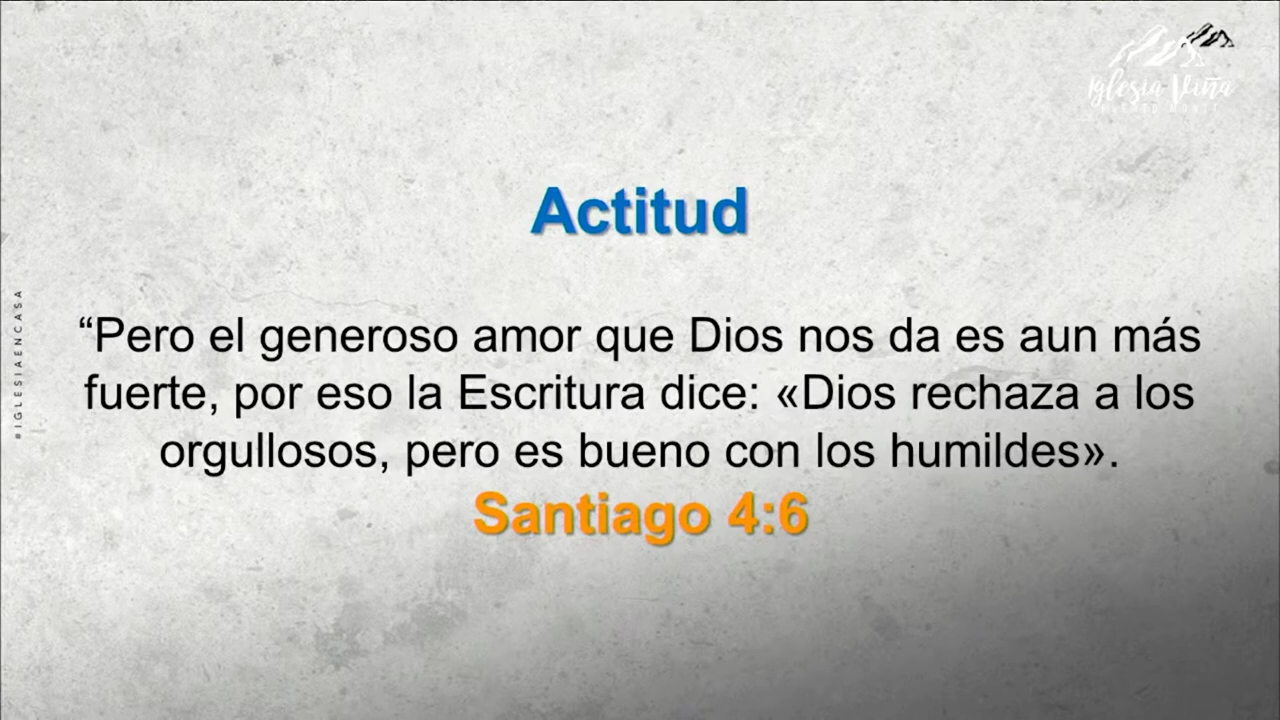 Iglesia Viña
#IGLESIAENCASA
Actitud
“Pero el generoso amor que Dios nos da es aun más
fuerte, por eso la Escritura dice: «Dios rechaza a los
orgullosos, pero es bueno con los humildes».
Santiago 4:6